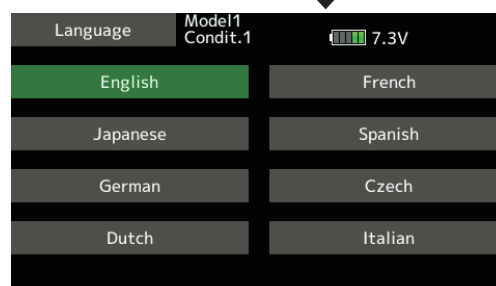 Language
Model1
Condit.1
7.3V
English
French
Japanese
Spanish
German
Czech
Dutch
Italian